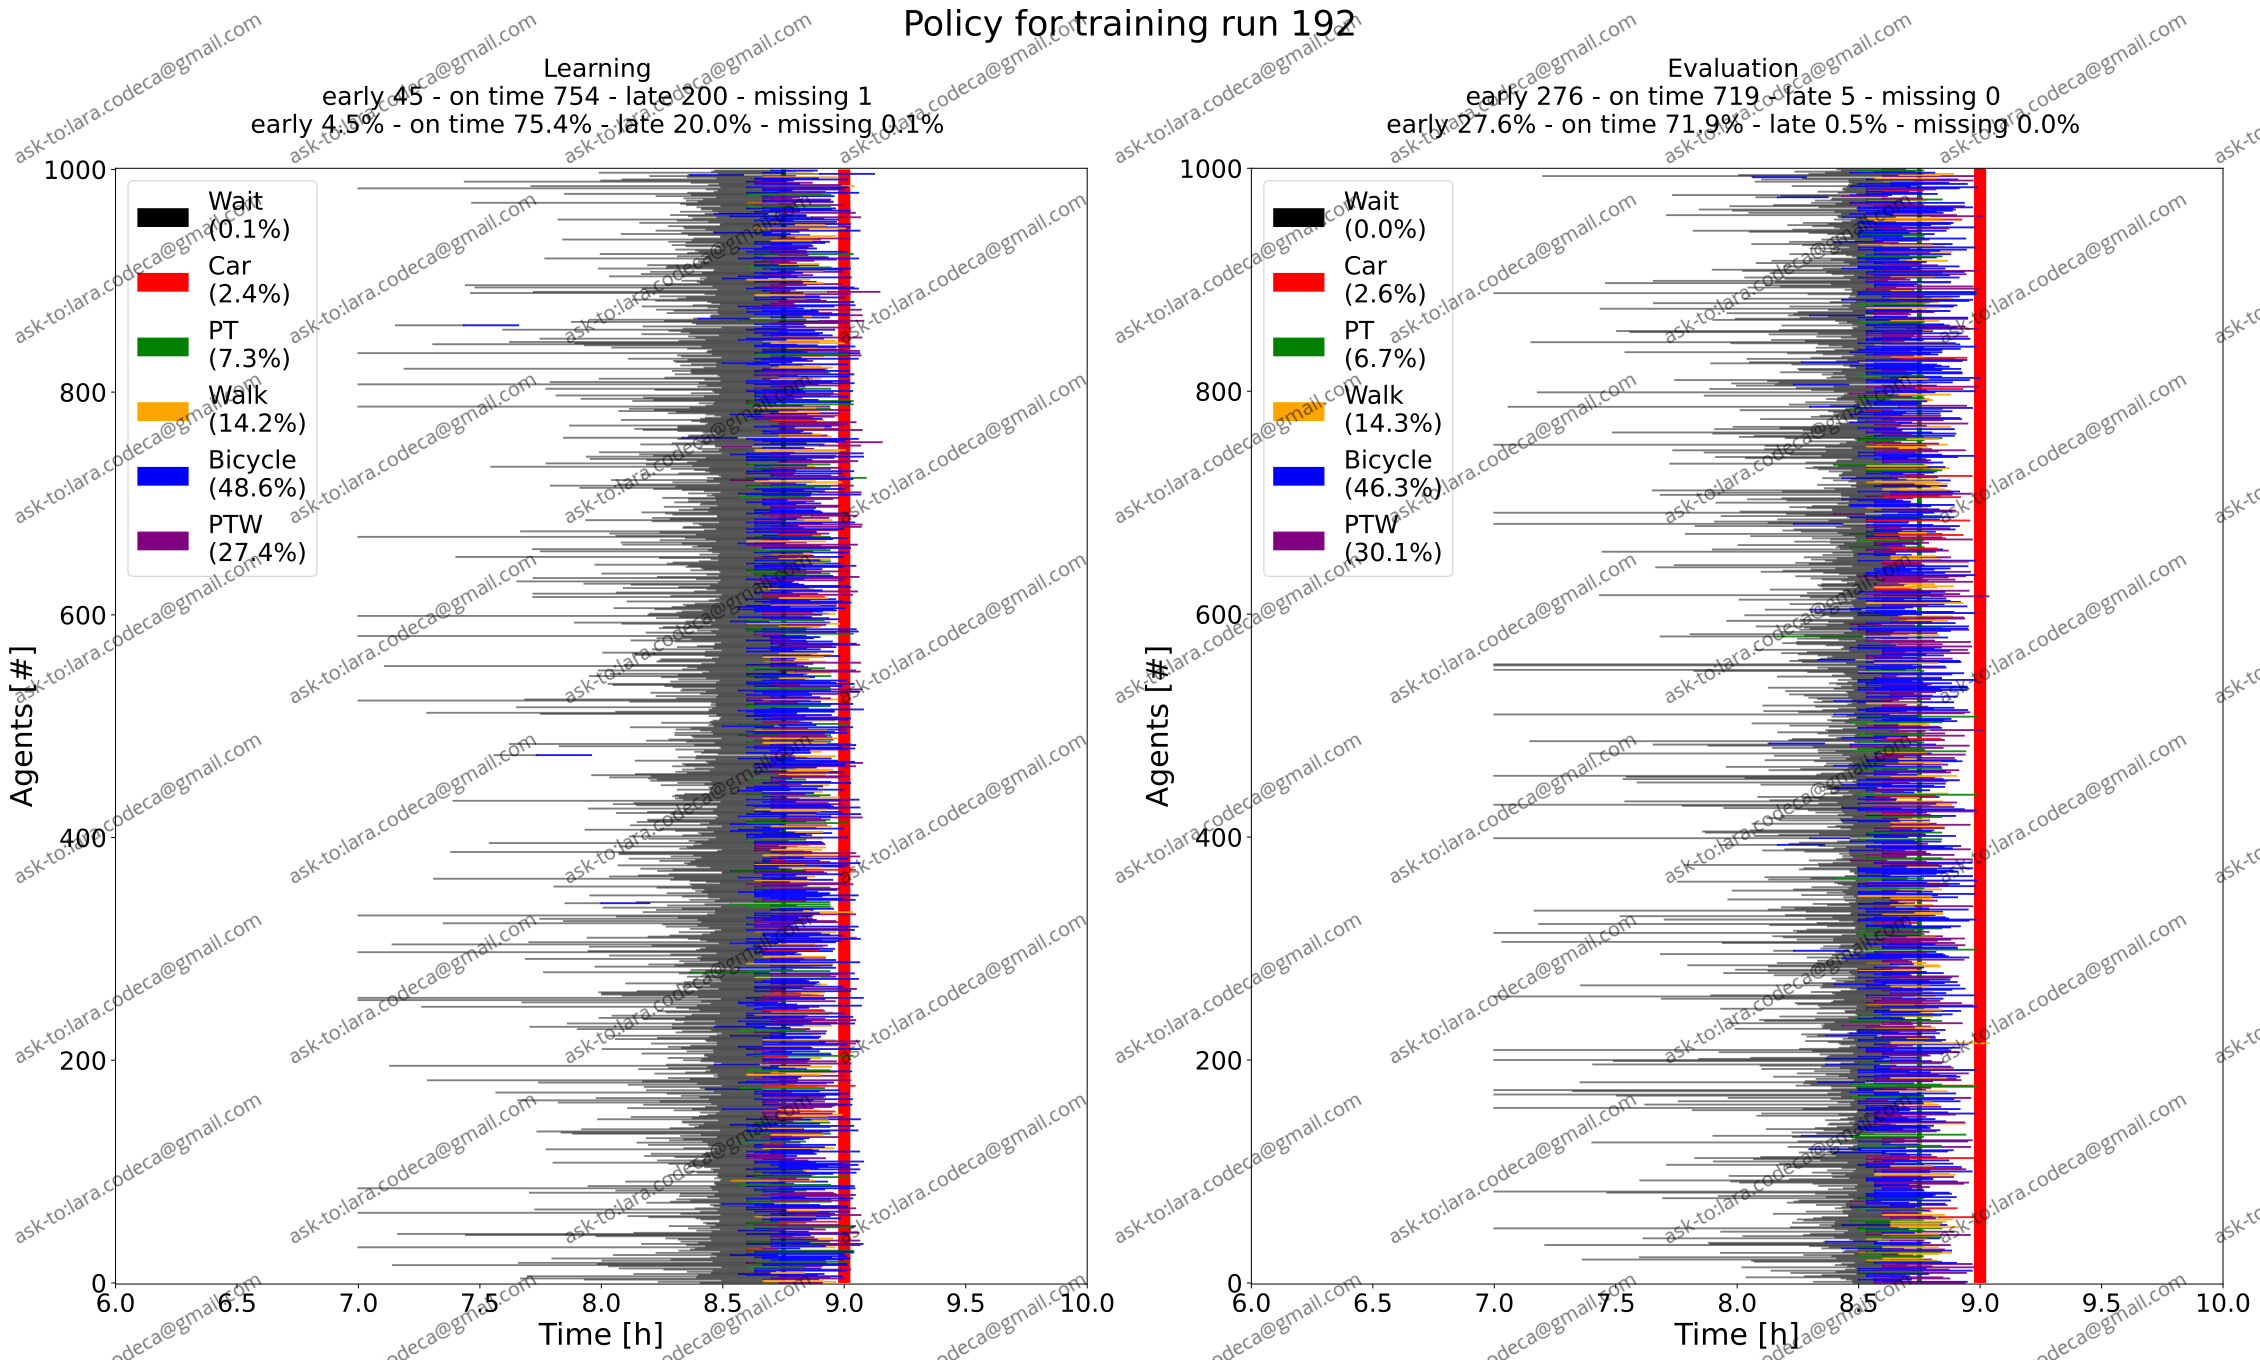 Policy for training run 192
Learning
early 45 - on time 754 - late 200 - missing 1
early 4.5% - on time 75.4% - late 20.0% - missing 0.1%
1000
800
600
400
200
0
Agents [#]
Wait
(0.1%)
Car
(2.4%)
PT
(7.3%)
Walk
(14.2%)
Bicycle
(48.6%)
PTW
(27.4%)
6.0 6.5 7.0 7.5 8.0 8.5 9.0 9.5 10.0
Time [h]
Evaluation
early 276 - on time 719 - late 5 - missing 0
early 27.6% - on time 71.9% - late 0.5% - missing 0.0%
1000
800
600
400
200
0
Agents [#]
Wait
(0.0%)
Car
(2.6%)
PT
(6.7%)
Walk
(14.3%)
Bicycle
(46.3%)
PTW
(30.1%)
6.0 6.5 7.0 7.5 8.0 8.5 9.0 9.5 10.0
Time [h]
ask-to:lara.codeca@gmail.com